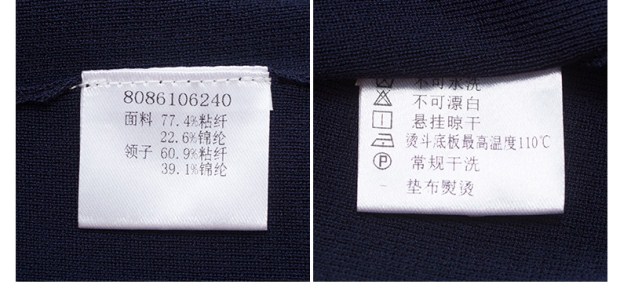 8086106240
面料 77.4%粘纤
22.6%锦纶
领子 60.9%粘纤
39.1%锦纶
不可水洗
不可漂白
悬挂晾干
烫斗底板最高温度110℃
P 常规干洗
- 垫布熨烫